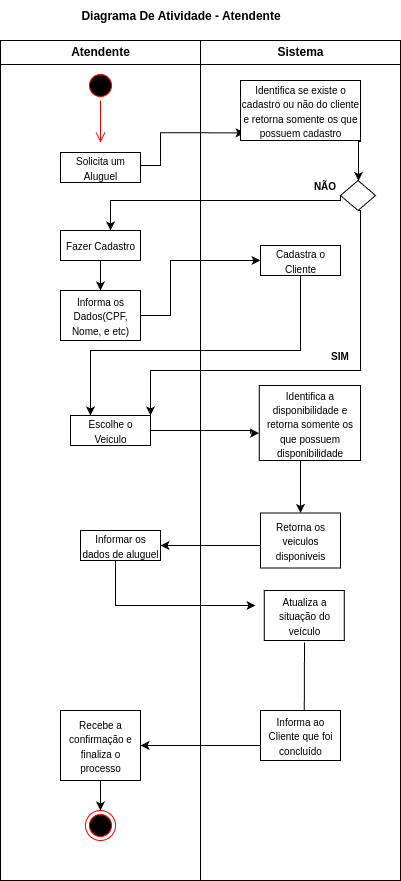 Diagrama De Atividade - Atendente
Atendente
Sistema
Identifica se existe o
cadastro ou não do cliente
e retorna somente os que
possuem cadastro
Solicita um
Aluguel
NÃO
Fazer Cadastro
Cadastra o
Cliente
Informa os
Dados(CPF,
Nome, e etc)
SIM
Identifica a
disponibilidade e
retorna somente os
que possuem
disponibilidade
Escolhe o
Veiculo
Retorna os
veiculos
disponiveis
Informar os
dados de aluguel
Atualiza a
situação do
veículo
Recebe a
confirmação e
finaliza o
processo
Informa ao
Cliente que foi
concluído